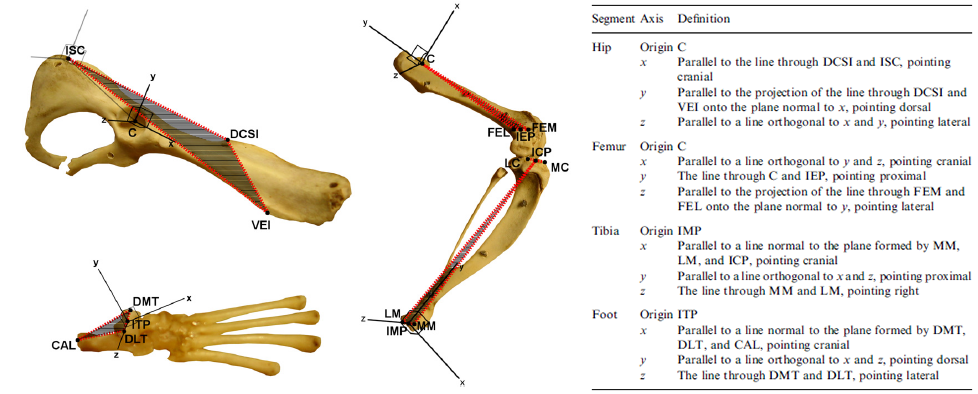 ISC
y
z
C
x
DCSI
VEI
y
DMT
x
ITP
DLT
z
CAL
x
y
C
z
FEL
FEM
IEP
ICP
LC
MC
y
LM
z
IMP
MM
x
Segment Axis Definition
Hip Origin C
x Parallel to the line through DCSI and ISC, pointing
cranial
y Parallel to the projection of the line through DCSI and
VEI onto the plane normal to x, pointing dorsal
z Parallel to a line orthogonal to x and y, pointing lateral
Femur Origin C
x Parallel to a line orthogonal to y and z, pointing cranial
y The line through C and IEP, pointing proximal
z Parallel to the projection of the line through FEM and
FEL onto the plane normal to y, pointing lateral
Tibia Origin IMP
x Parallel to a line normal to the plane formed by MM,
LM, and ICP, pointing cranial
y Parallel to a line orthogonal to x and z, pointing proximal
z The line through MM and LM, pointing right
Foot Origin ITP
x Parallel to a line normal to the plane formed by DMT,
DLT, and CAL, pointing cranial
y Parallel to a line orthogonal to x and z, pointing dorsal
z The line through DMT and DLT, pointing lateral